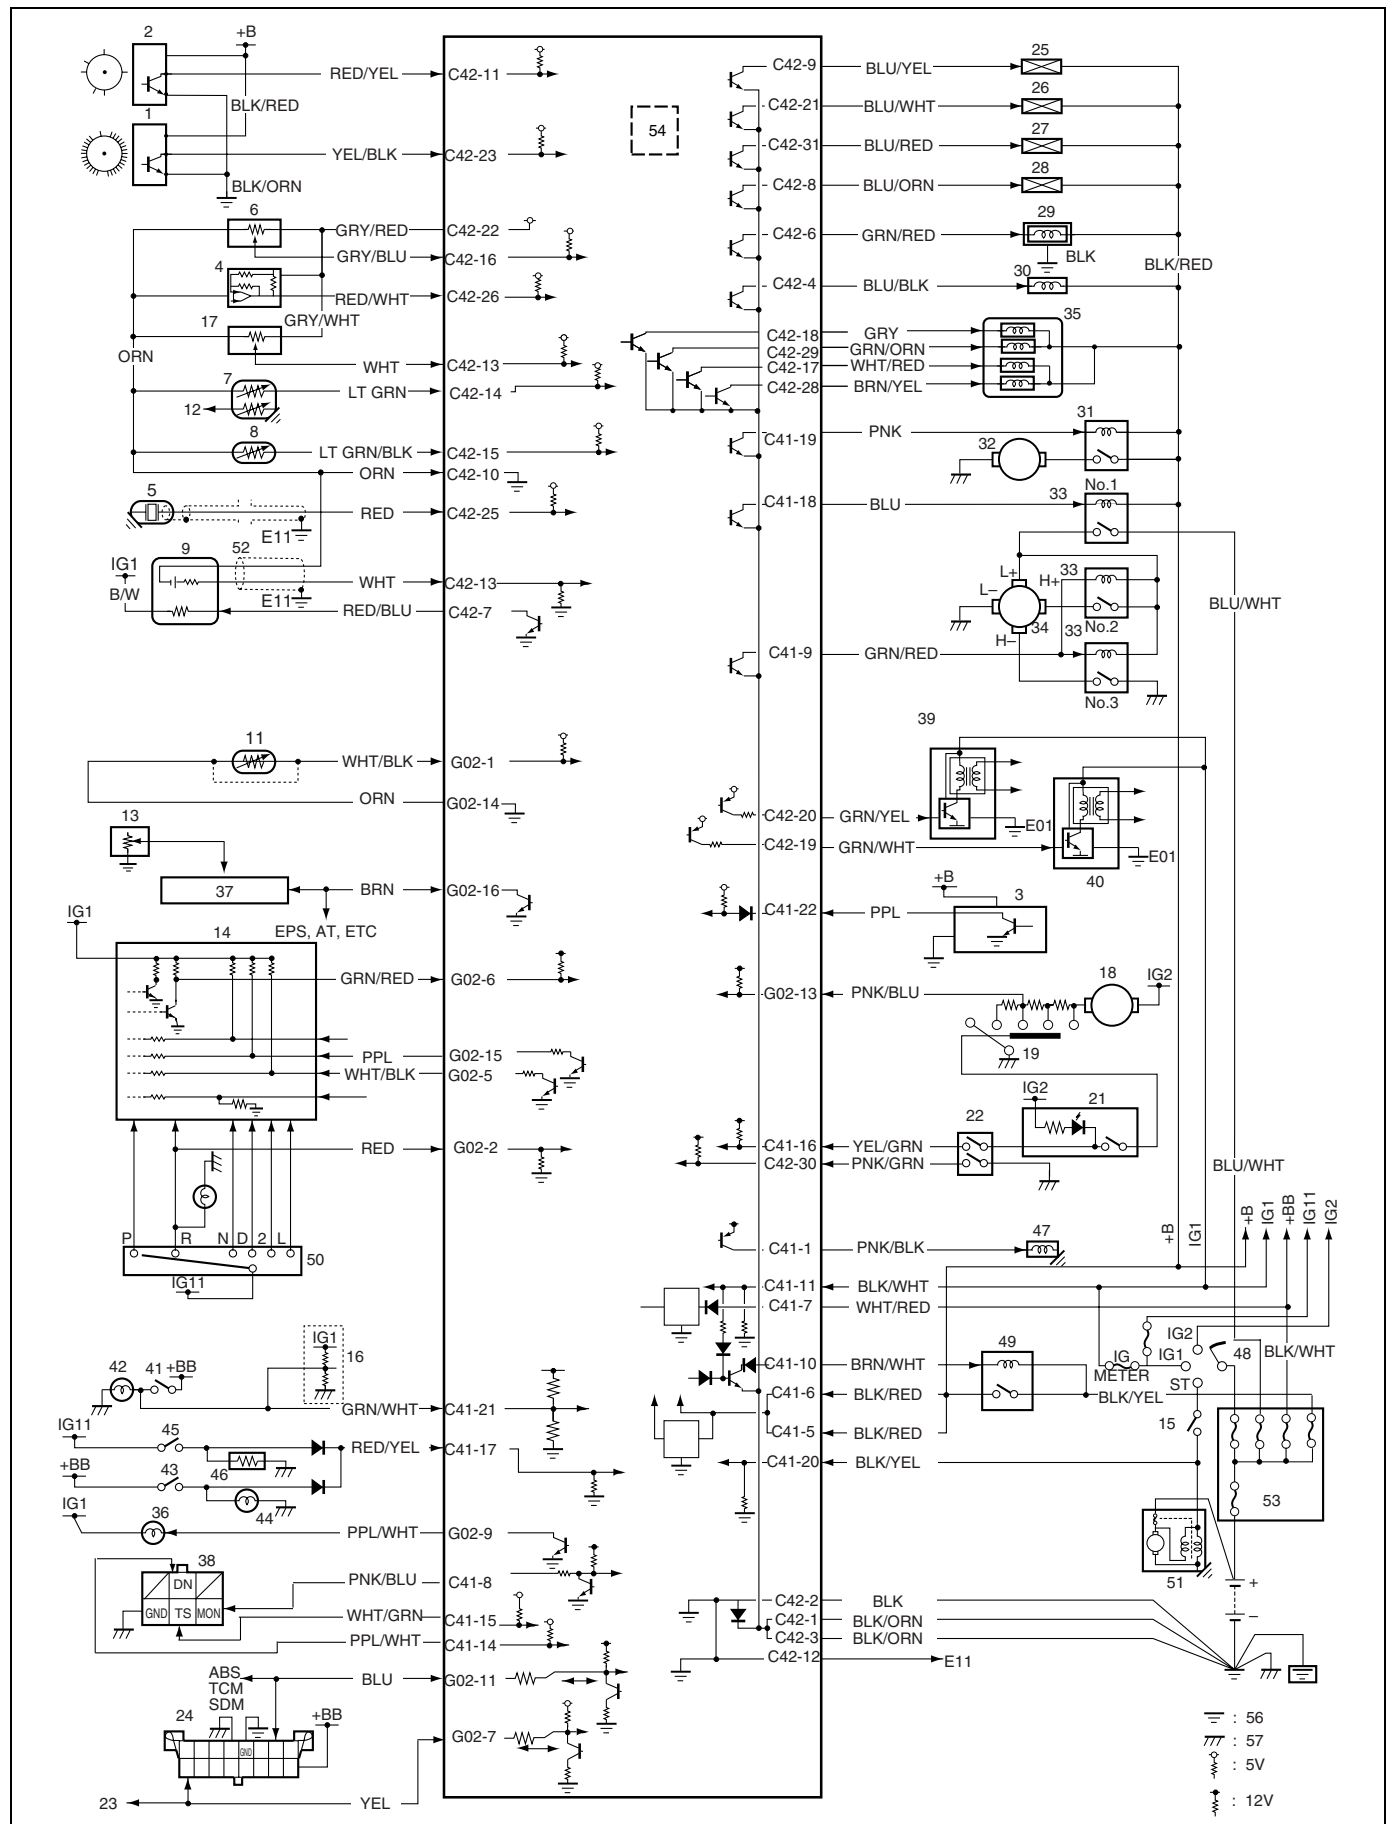 2
+B
RED/YEL
C42-11
BLK/RED
1
YEL/BLK
C42-23
BLK/ORN
6
GRY/RED
C42-22
GRY/BLU
C42-16
4
RED/WHT
C42-26
GRY/WHT
17
ORN
WHT
C42-13
7
LT GRN
C42-14
12
8
LT GRN/BLK
C42-15
ORN
C42-10
5
RED
C42-25
E11
9
52
IG1
B/W
WHT
C42-13
E11
RED/BLU
C42-7
11
WHT/BLK
G02-1
ORN
G02-14
13
37
BRN
G02-16
IG1
EPS, AT, ETC
14
GRN/RED
G02-6
PPL
G02-15
WHT/BLK
G02-5
RED
G02-2
P
R
N
D
2
L
50
IG11
IG1
16
42
41
+BB
GRN/WHT
C41-21
IG11
45
RED/YEL
C41-17
+BB
46
43
IG1
44
36
PPL/WHT
G02-9
38
DN
PNK/BLU
C41-8
GND
TS
MON
WHT/GRN
C41-15
PPL/WHT
C41-14
ABS
TCM
SDM
BLU
G02-11
24
+BB
GND
G02-7
23
YEL
54
C42-9
BLU/YEL
25
C42-21
BLU/WHT
26
C42-31
BLU/RED
27
C42-8
BLU/ORN
28
C42-6
GRN/RED
29
BLK
BLK/RED
C42-4
BLU/BLK
30
C42-18
GRY
35
C42-29
GRN/ORN
C42-17
WHT/RED
C42-28
BRN/YEL
C41-19
PNK
31
32
C41-18
BLU
33
No.1
L+
L–
H+
33
34
No.2
H–
33
BLU/WHT
C41-9
GRN/RED
No.3
39
C42-20
GRN/YEL
E01
C42-19
GRN/WHT
E01
40
+B
3
C41-22
PPL
G02-13
PNK/BLU
18
IG2
19
IG2
21
22
C41-16
YEL/GRN
C42-30
PNK/GRN
BLU/WHT
+B
IG1
+B
IG1
+BB
IG11
IG2
C41-1
PNK/BLK
47
C41-11
BLK/WHT
C41-7
WHT/RED
C41-10
BRN/WHT
49
IG
METER
IG1
IG2
48
BLK/WHT
C41-6
BLK/RED
ST
BLK/YEL
15
C41-5
BLK/RED
C41-20
BLK/YEL
53
51
+
–
C42-2
BLK
C42-1
BLK/ORN
C42-3
BLK/ORN
C42-12
E11
: 56
: 57
: 5V
: 12V